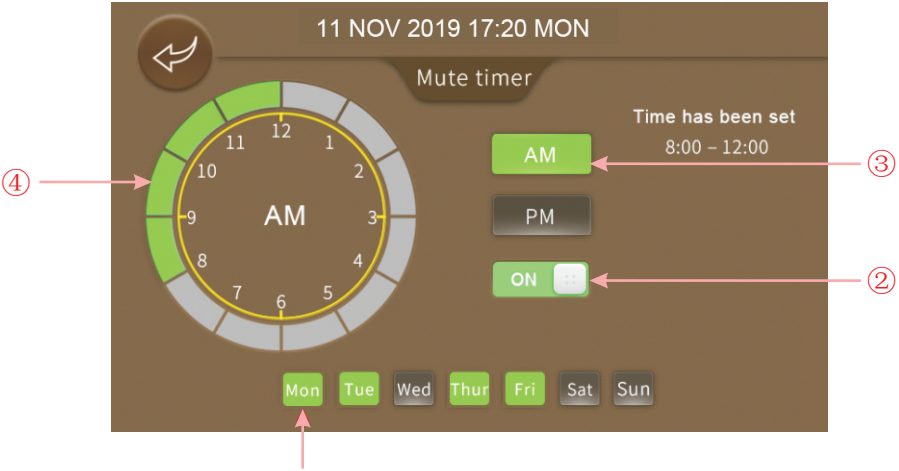 11 NOV 2019 17:20 MON
Mute timer
Time has been set
8:00 – 12:00
12
1
2
3
4
5
6
7
8
9
10
11
AM
AM
PM
ON
④
③
②
Mon Tue Wed Thur Fri Sat Sun